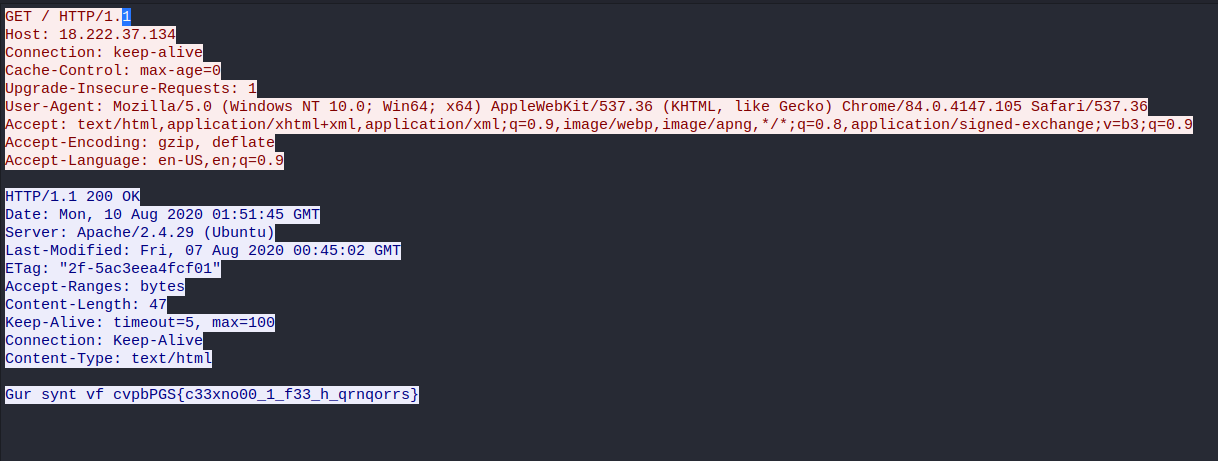 GET / HTTP/1.1
Host: 18.222.37.134
Connection: keep-alive
Cache-Control: max-age=0
Upgrade-Insecure-Requests: 1
User-Agent: Mozilla/5.0 (Windows NT 10.0; Win64; x64) AppleWebKit/537.36 (KHTML, like Gecko) Chrome/84.0.4147.105 Safari/537.36
Accept: text/html,application/xhtml+xml,application/xml;q=0.9,image/webp,image/apng,*/*;q=0.8,application/signed-exchange;v=b3;q=0.9
Accept-Encoding: gzip, deflate
Accept-Language: en-US,en;q=0.9
HTTP/1.1 200 OK
Date: Mon, 10 Aug 2020 01:51:45 GMT
Server: Apache/2.4.29 (Ubuntu)
Last-Modified: Fri, 07 Aug 2020 00:45:02 GMT
ETag: "2f-5ac3eea4fcf01"
Accept-Ranges: bytes
Content-Length: 47
Keep-Alive: timeout=5, max=100
Connection: Keep-Alive
Content-Type: text/html
Gur synt vf cvpbPGS{c33xno00_1_f33_h_qrnqorrs}